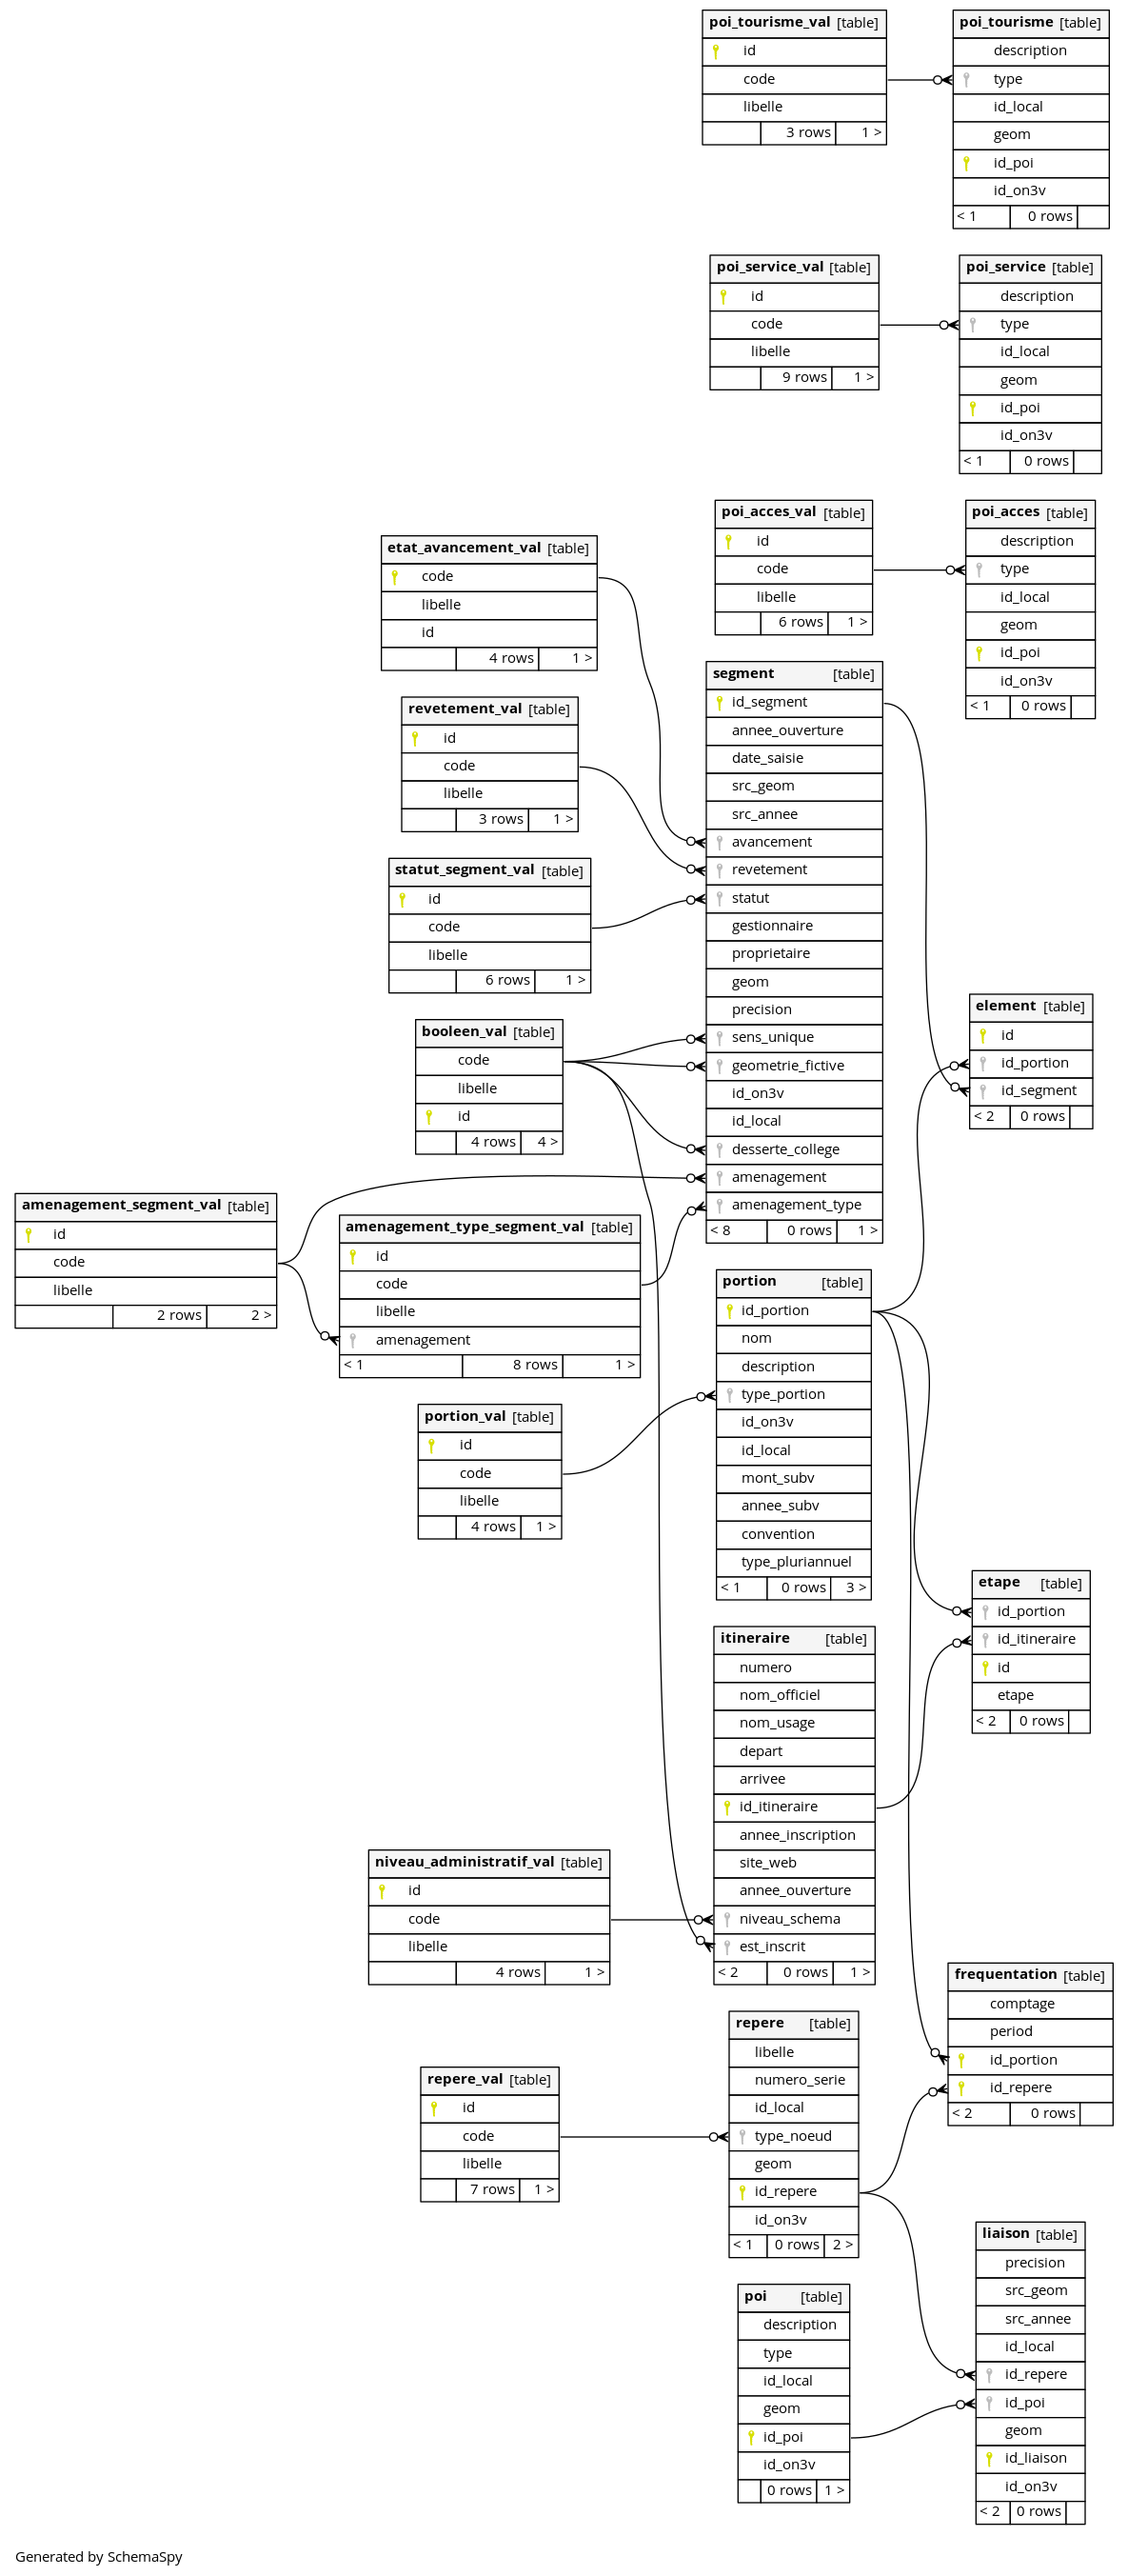 poi_tourisme_val [table]
id
code
libelle
3 rows 1 >
poi_tourisme [table]
description
type
id_local
geom
id_poi
id_on3v
< 1 0 rows
poi_service_val [table]
id
code
libelle
9 rows 1 >
poi_service [table]
description
type
id_local
geom
id_poi
id_on3v
< 1 0 rows
poi_acces_val [table]
id
code
libelle
6 rows 1 >
poi_acces [table]
description
type
id_local
geom
id_poi
id_on3v
< 1 0 rows
etat_avancement_val [table]
code
libelle
id
4 rows 1 >
revetement_val [table]
id
code
libelle
3 rows 1 >
statut_segment_val [table]
id
code
libelle
6 rows 1 >
booleen_val [table]
code
libelle
id
4 rows 4 >
segment [table]
id_segment
annee_ouverture
date_saisie
src_geom
src_annee
avancement
revetement
statut
gestionnaire
proprietaire
geom
precision
sens_unique
geometrie_fictive
id_on3v
id_local
desserte_college
amenagement
amenagement_type
< 8 0 rows 1 >
element [table]
id
id_portion
id_segment
< 2 0 rows
amenagement_segment_val [table]
id
code
libelle
2 rows 2 >
amenagement_type_segment_val [table]
id
code
libelle
amenagement
< 1 8 rows 1 >
portion_val [table]
id
code
libelle
4 rows 1 >
portion [table]
id_portion
nom
description
type_portion
id_on3v
id_local
mont_subv
annee_subv
convention
type_pluriannuel
< 1 0 rows 3 >
etape [table]
id_portion
id_itineraire
id
etape
< 2 0 rows
itineraire [table]
numero
nom_officiel
nom_usage
depart
arrivee
id_itineraire
annee_inscription
site_web
annee_ouverture
niveau_schema
est_inscrit
< 2 0 rows 1 >
niveau_administratif_val [table]
id
code
libelle
4 rows 1 >
frequentation [table]
comptage
period
id_portion
id_repere
< 2 0 rows
repere [table]
libelle
numero_serie
id_local
type_noeud
geom
id_repere
id_on3v
< 1 0 rows 2 >
repere_val [table]
id
code
libelle
7 rows 1 >
liaison [table]
precision
src_geom
src_annee
id_local
id_repere
id_poi
geom
id_liaison
id_on3v
< 2 0 rows
poi [table]
description
type
id_local
geom
id_poi
id_on3v
0 rows 1 >
Generated by SchemaSpy